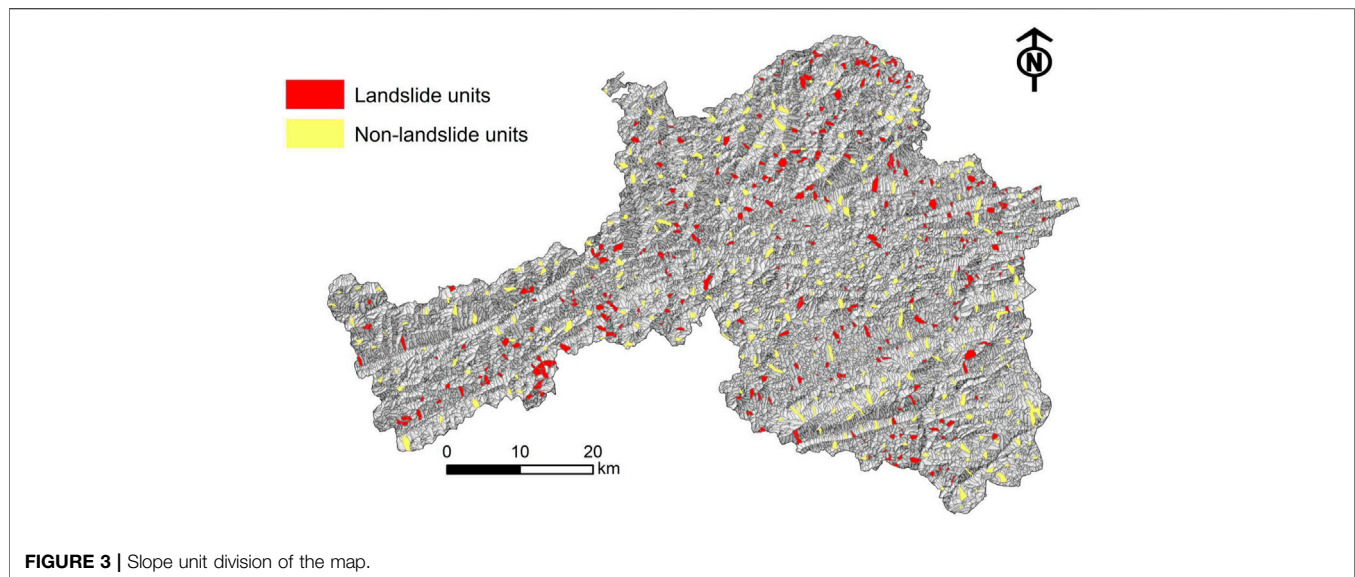 N
Landslide units
Non-landslide units
0 10 20
km
FIGURE 3 | Slope unit division of the map.